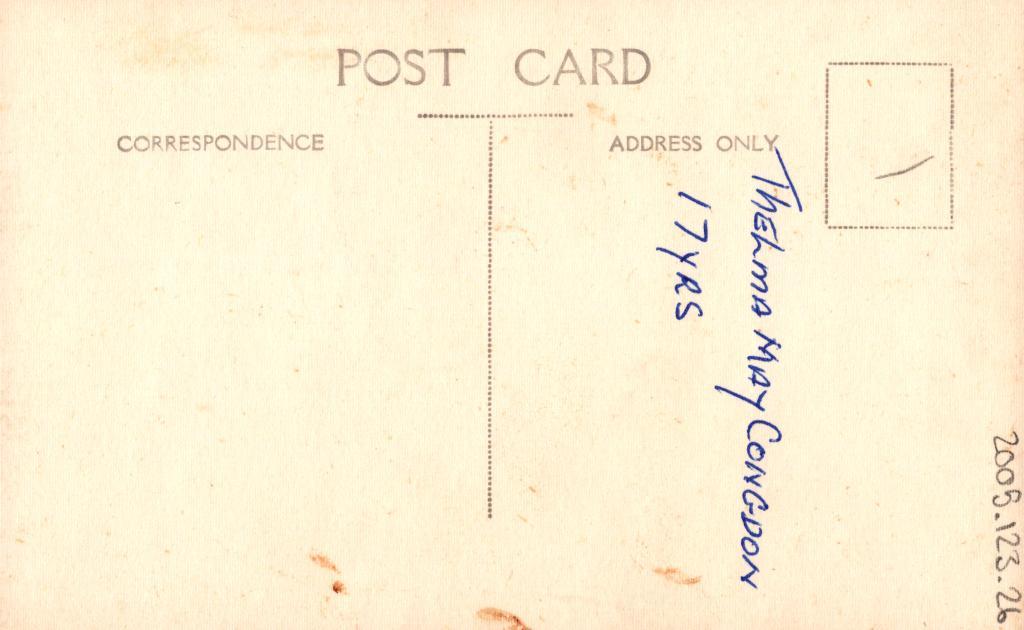 POST CARD
CORRESPONDENCE
ADDRESS ONLY
THELMA MAY CONGDON
17 YRS
2005.123.26